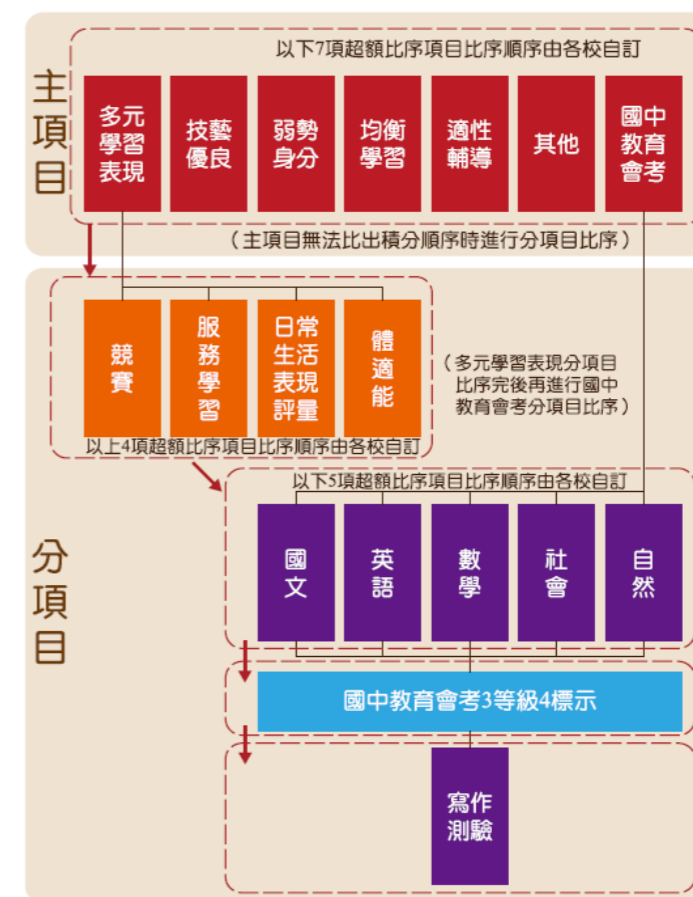 主項目
以下7項超額比序項目比序順序由各校自訂
多元
學習
表現
技藝
優良
弱勢
身分
均衡
學習
適性
輔導
其他
國中
教育
會考
（主項目無法比出積分順序時進行分項目比序）
分項目
競賽
服務學習
日常
生活
表現
評量
體適能
（多元學習表現分項目
比序完後再進行國中
教育會考分項目比序）
以上4項超額比序項目比序順序由各校自訂
以下5項超額比序項目比序順序由各校自訂
國文
英語
數學
社會
自然
國中教育會考3等級4標示
寫作
測驗